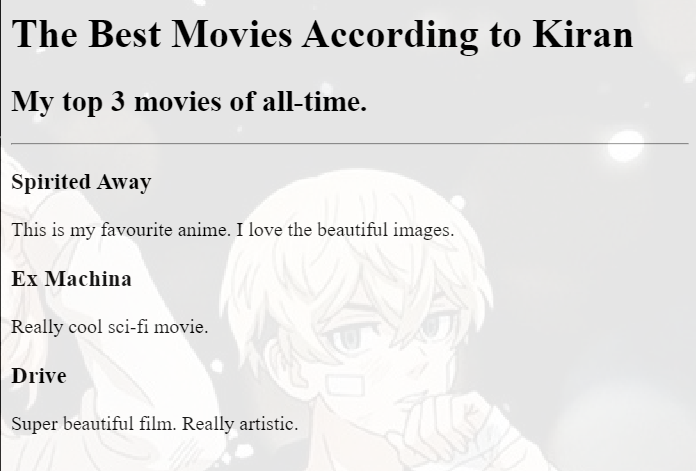 The Best Movies According to Kiran
My top 3 movies of all-time.
Spirited Away
This is my favourite anime. I love the beautiful images.
Ex Machina
Really cool sci-fi movie.
Drive
Super beautiful film. Really artistic.